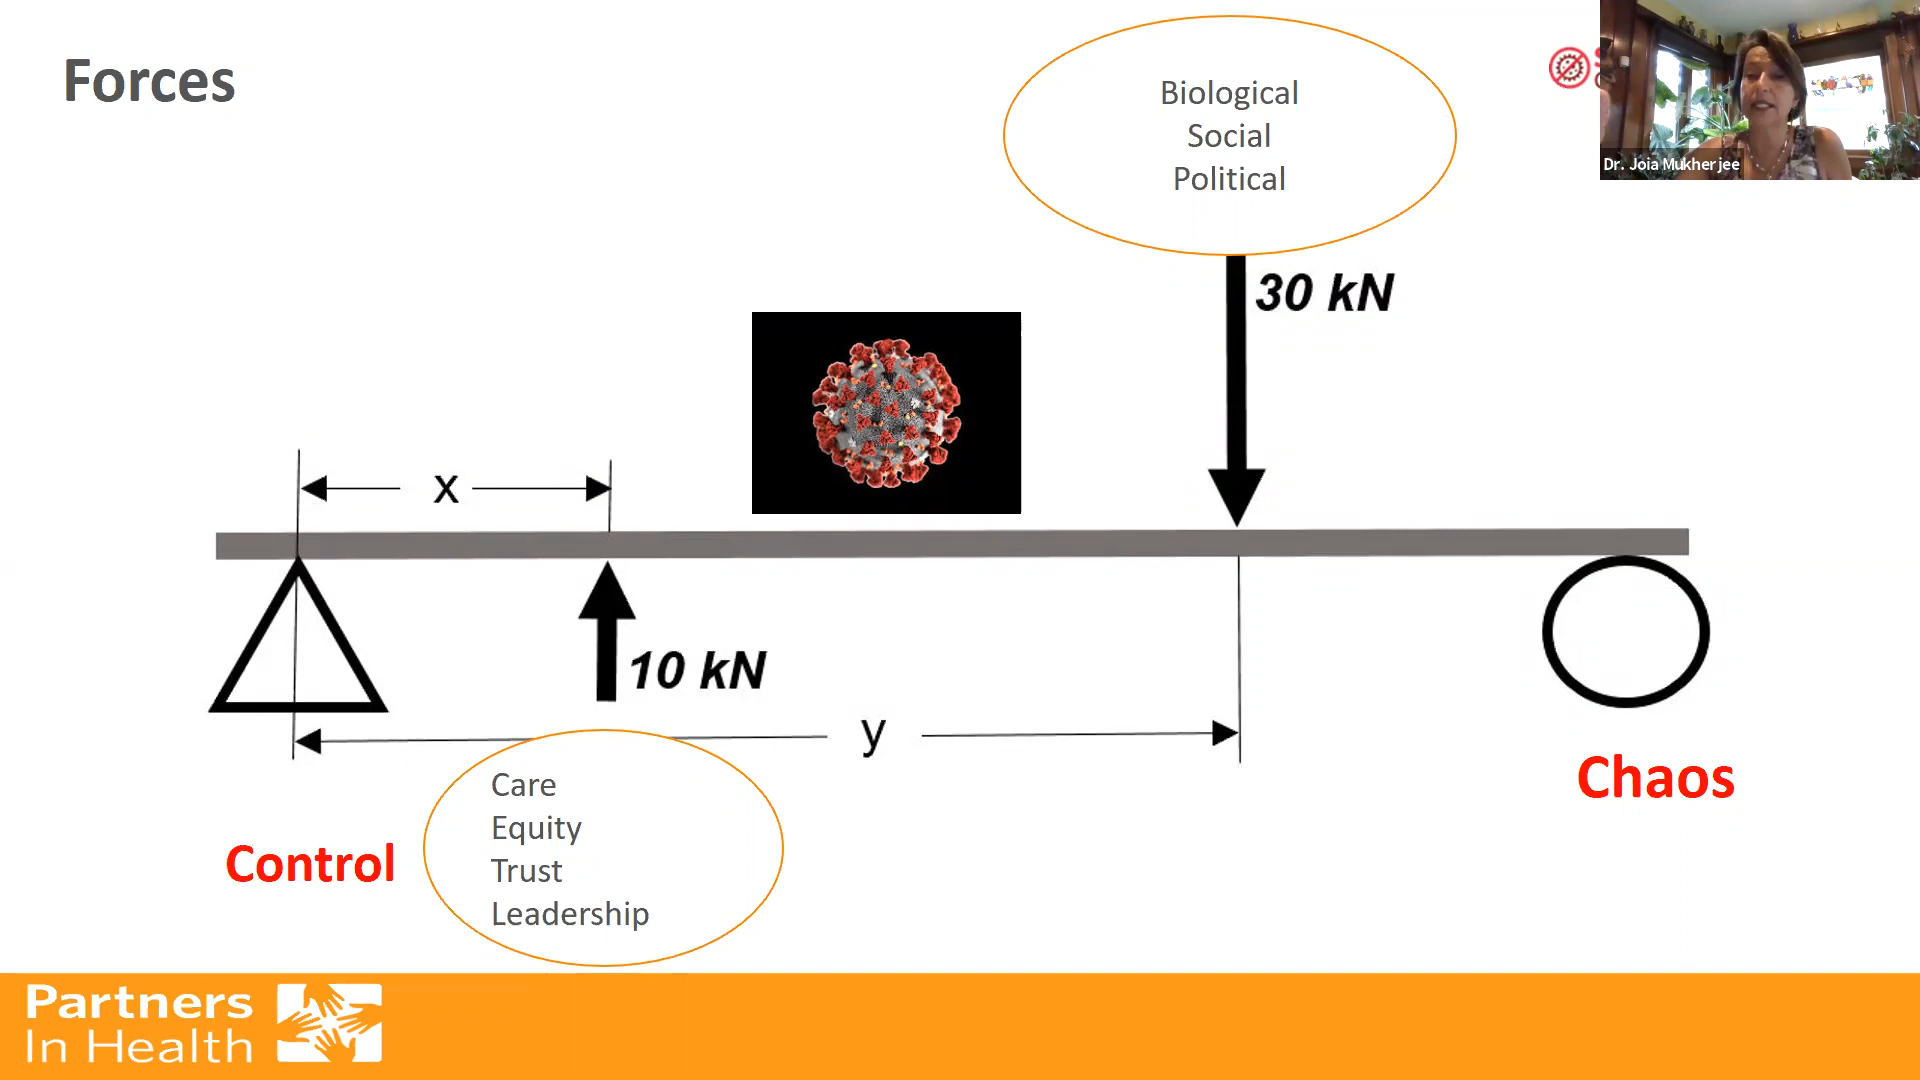 Forces
Biological
Social
Political
Dr. Joia Mukherjee
30 kN
x
10 kN
y
Care
Equity
Trust
Leadership
Control
Chaos
Partners
In Health